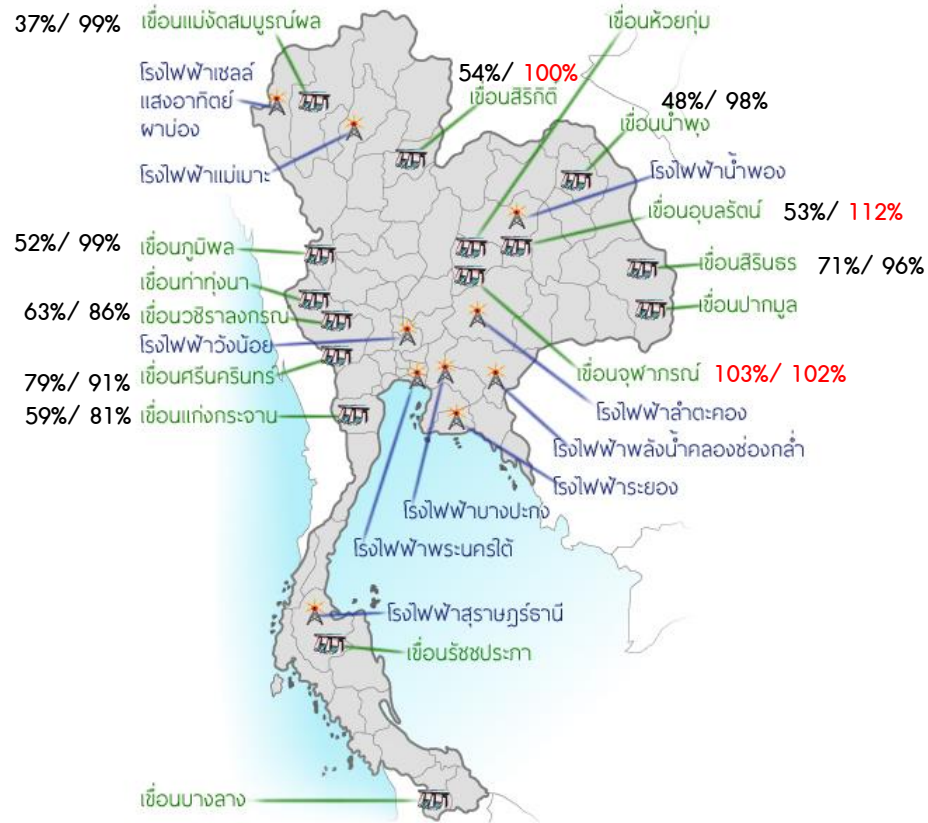 37%/ 99% เขื่อนแม่งัดสมบูรณ์ผล
เขื่อนห้วยกุ่ม
โรงไฟฟ้าเซลล์
แสงอาทิตย์
ผาบ่อง
54%/ 100%
เขื่อนสิริกิติ์
48%/ 98%
เขื่อนน้ำพุง
โรงไฟฟ้าแม่เมาะ
โรงไฟฟ้าน้ำพอง
เขื่อนอุบลรัตน์ 53%/ 112%
52%/ 99% เขื่อนภูมิพล
เขื่อนสิรินธร 71%/ 96%
เขื่อนท่าทุ่งนา
เขื่อนปากมูล
63%/ 86% เขื่อนวชิราลงกรณ
โรงไฟฟ้าวังน้อย
79%/ 91% เขื่อนศรีนครินทร์
เขื่อนจุฬาภรณ์ 103%/ 102%
59%/ 81% เขื่อนแก่งกระจาน
โรงไฟฟ้าลำตะคอง
โรงไฟฟ้าพลังน้ำคลองช่องกล่ำ
โรงไฟฟ้าระยอง
โรงไฟฟ้าบางปะกง
โรงไฟฟ้าพระนครใต้
โรงไฟฟ้าสุราษฎร์ธานี
เขื่อนรัชชประภา
เขื่อนบางลาง